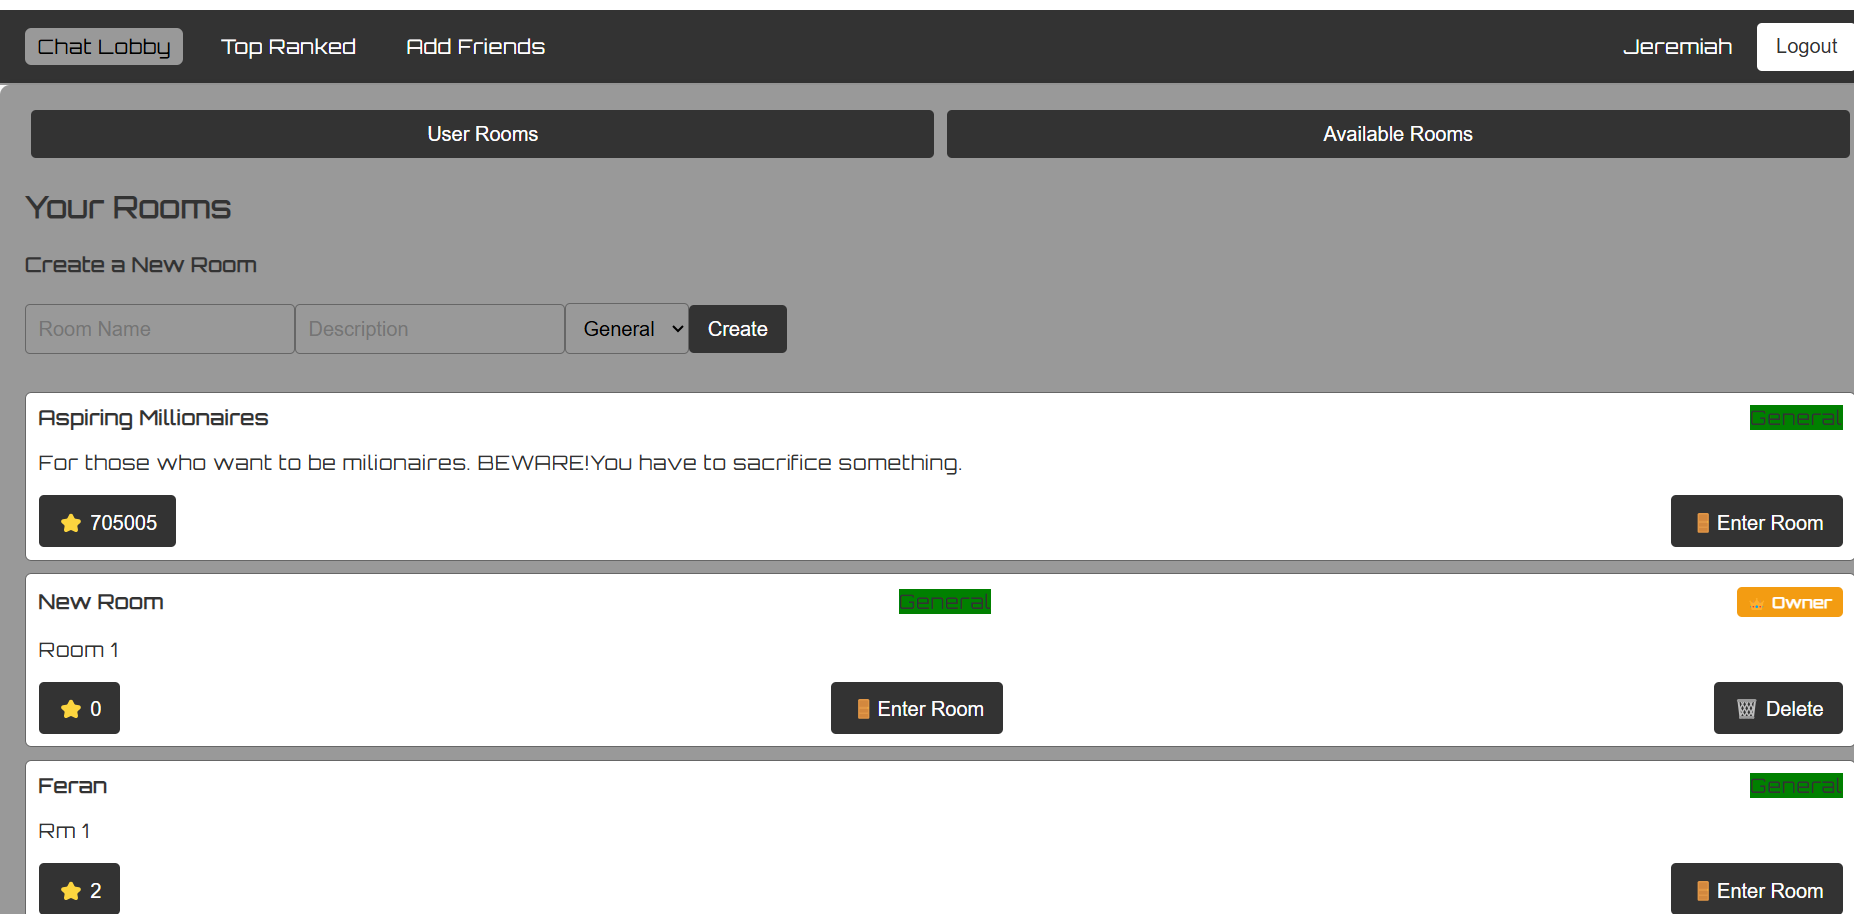 Chat Lobby Top Ranked Add Friends Jeremiah Logout
User Rooms Available Rooms
Your Rooms
Create a New Room
Room Name Description General Create
Aspiring Millionaires General
For those who want to be milionaires. BEWARE!You have to sacrifice something.
⭐ 705005 🚪Enter Room
New Room General 👑 Owner
Room 1
⭐ 0 🚪Enter Room 🗑️ Delete
Feran General
Rm 1
⭐ 2 🚪Enter Room